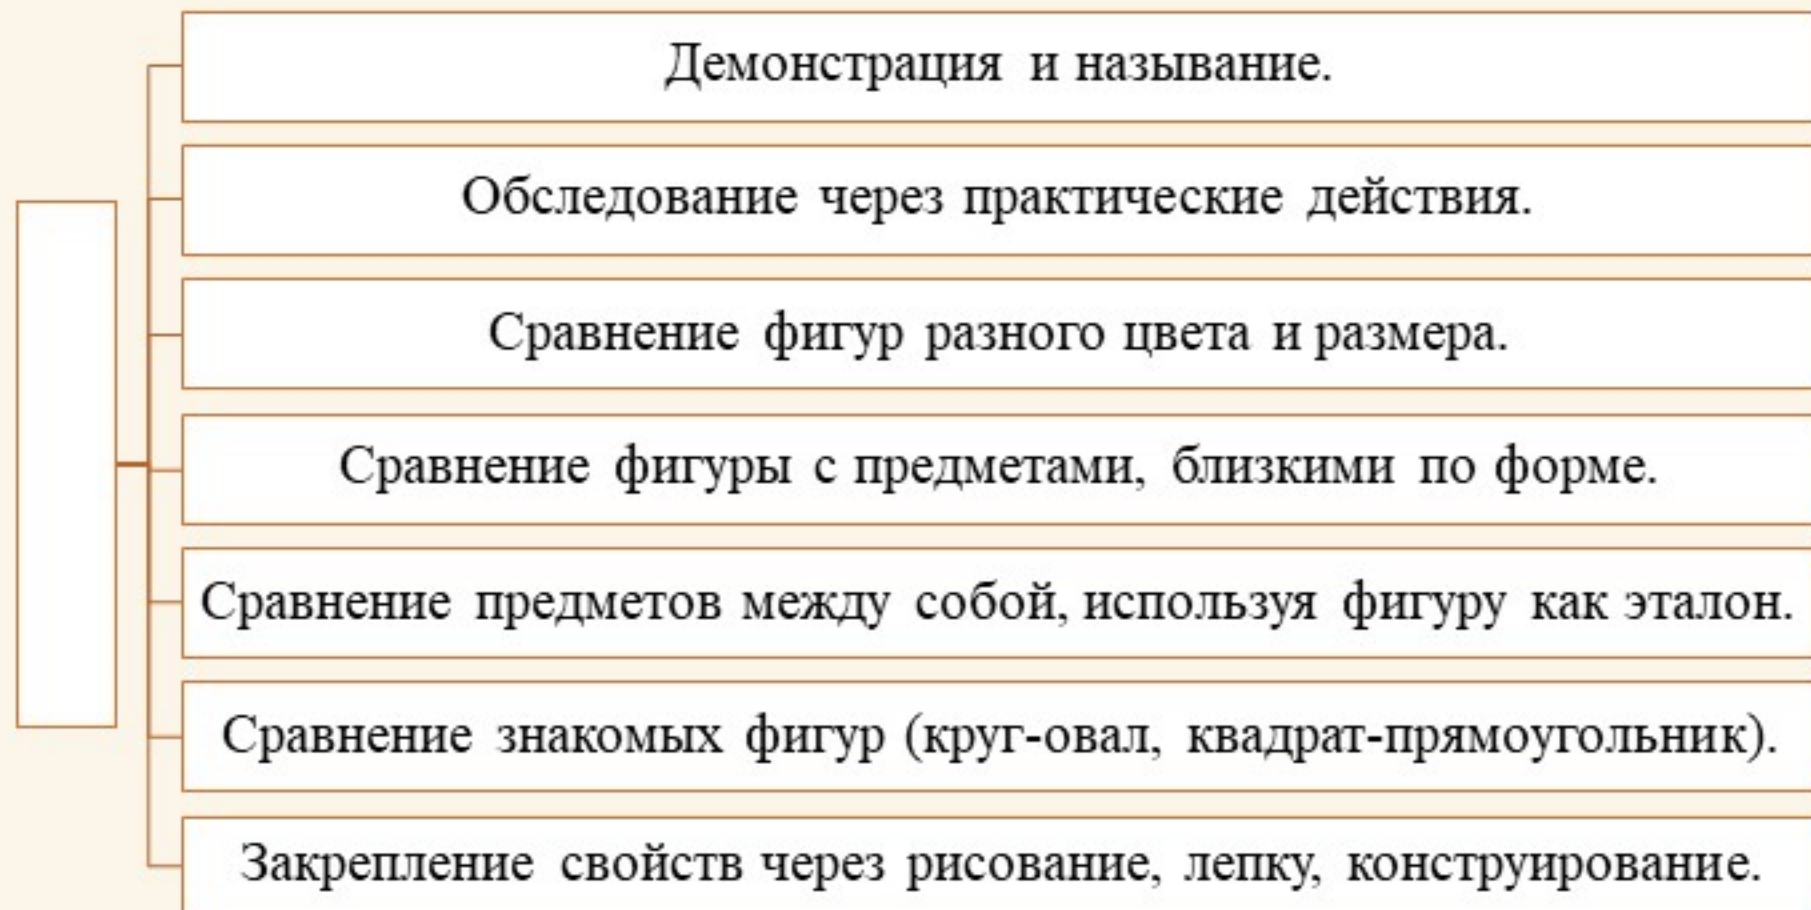 Демонстрация и называние.
Обследование через практические действия.
Сравнение фигур разного цвета и размера.
Сравнение фигуры с предметами, близкими по форме.
Сравнение предметов между собой, используя фигуру как эталон.
Сравнение знакомых фигур (круг-овал, квадрат-прямоугольник).
Закрепление свойств через рисование, лепку, конструирование.